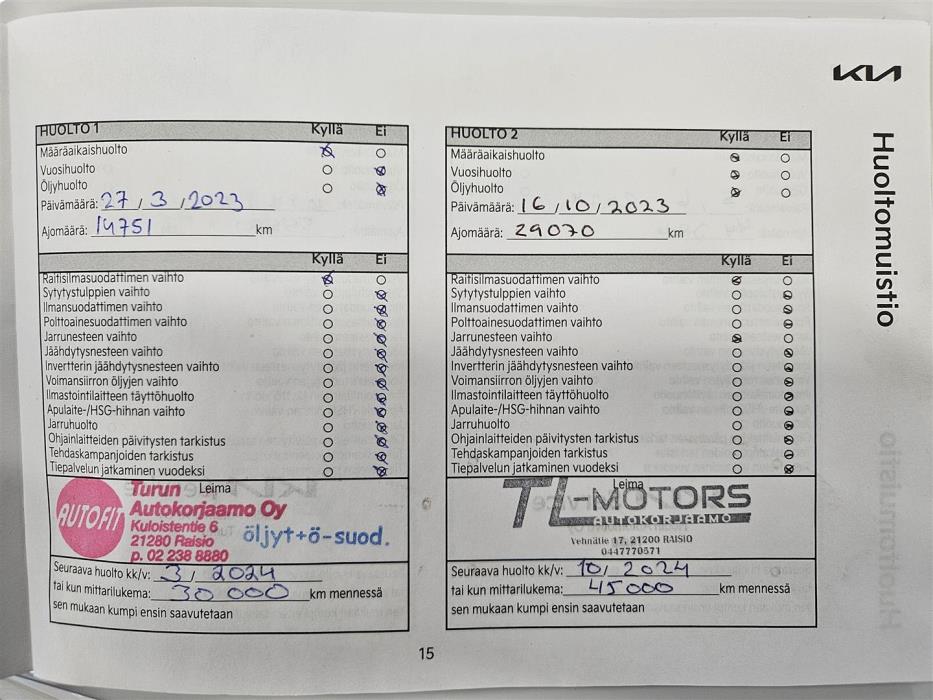 KIA
Huoltomuistio
HUOLTO 1 Kyllä Ei
Määräaikaishuolto
Vuosihuolto
Öljyhuolto
Päivämäärä: 27 / 3 / 2023
Ajomäärä: 14751 km
Kyllä Ei
Raitisilmasuodattimen vaihto
Sytytystulppien vaihto
Ilmansuodattimen vaihto
Polttoainesuodattimen vaihto
Jarrunesteen vaihto
Jäähdytysnesteen vaihto
Invertterin jäähdytysnesteen vaihto
Voimansiirron öljyjen vaihto
Ilmastointilaitteen täyttöhuolto
Apulaite-/HSG-hihnan vaihto
Jarruhuolto
Ohjainlaitteiden päivitysten tarkistus
Tehdaskampanjoiden tarkistus
Tiepalvelun jatkaminen vuodeksi
Leima
AUTOFIT
Turun
Autokorjaamo Oy
Kuloistentie 6
21280 Raisio
p. 02 238 8880
öljyt+ö-suod.
Seuraava huolto kk/v: 3 / 2024
tai kun mittarilukema: 30 000 km mennessä
sen mukaan kumpi ensin saavutetaan
HUOLTO 2 Kyllä Ei
Määräaikaishuolto
Vuosihuolto
Öljyhuolto
Päivämäärä: 16 / 10 / 2023
Ajomäärä: 29070 km
Kyllä Ei
Raitisilmasuodattimen vaihto
Sytytystulppien vaihto
Ilmansuodattimen vaihto
Polttoainesuodattimen vaihto
Jarrunesteen vaihto
Jäähdytysnesteen vaihto
Invertterin jäähdytysnesteen vaihto
Voimansiirron öljyjen vaihto
Ilmastointilaitteen täyttöhuolto
Apulaite-/HSG-hihnan vaihto
Jarruhuolto
Ohjainlaitteiden päivitysten tarkistus
Tehdaskampanjoiden tarkistus
Tiepalvelun jatkaminen vuodeksi
Leima
TL-MOTORS
AUTOKORJAAMO
Vehnätie 17, 21200 RAISIO
0447770571
Seuraava huolto kk/v: 10 / 2024
tai kun mittarilukema: 45000 km mennessä
sen mukaan kumpi ensin saavutetaan
15